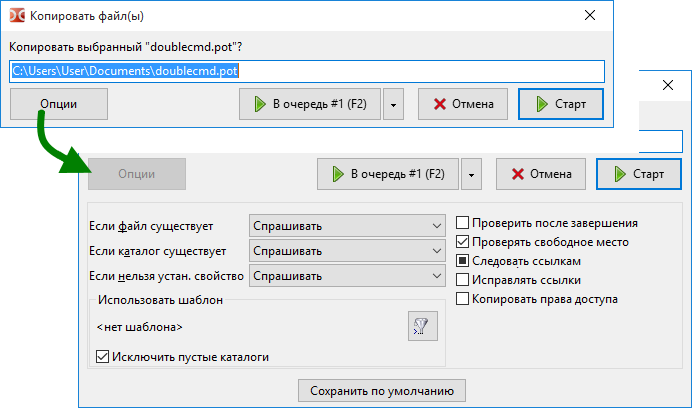 Копировать файл(ы)
Копировать выбранный "doublecmd.pot"?
C:\Users\User\Documents\doublecmd.pot
Опции
В очередь #1 (F2)
Отмена
Старт
Опции
В очередь #1 (F2)
Отмена
Старт
Если файл существует
Спрашивать
Если каталог существует
Спрашивать
Если нельзя устан. свойство
Спрашивать
Использовать шаблон
<нет шаблона>
Исключить пустые каталоги
Проверить после завершения
Проверять свободное место
Следовать ссылкам
Исправлять ссылки
Копировать права доступа
Сохранить по умолчанию